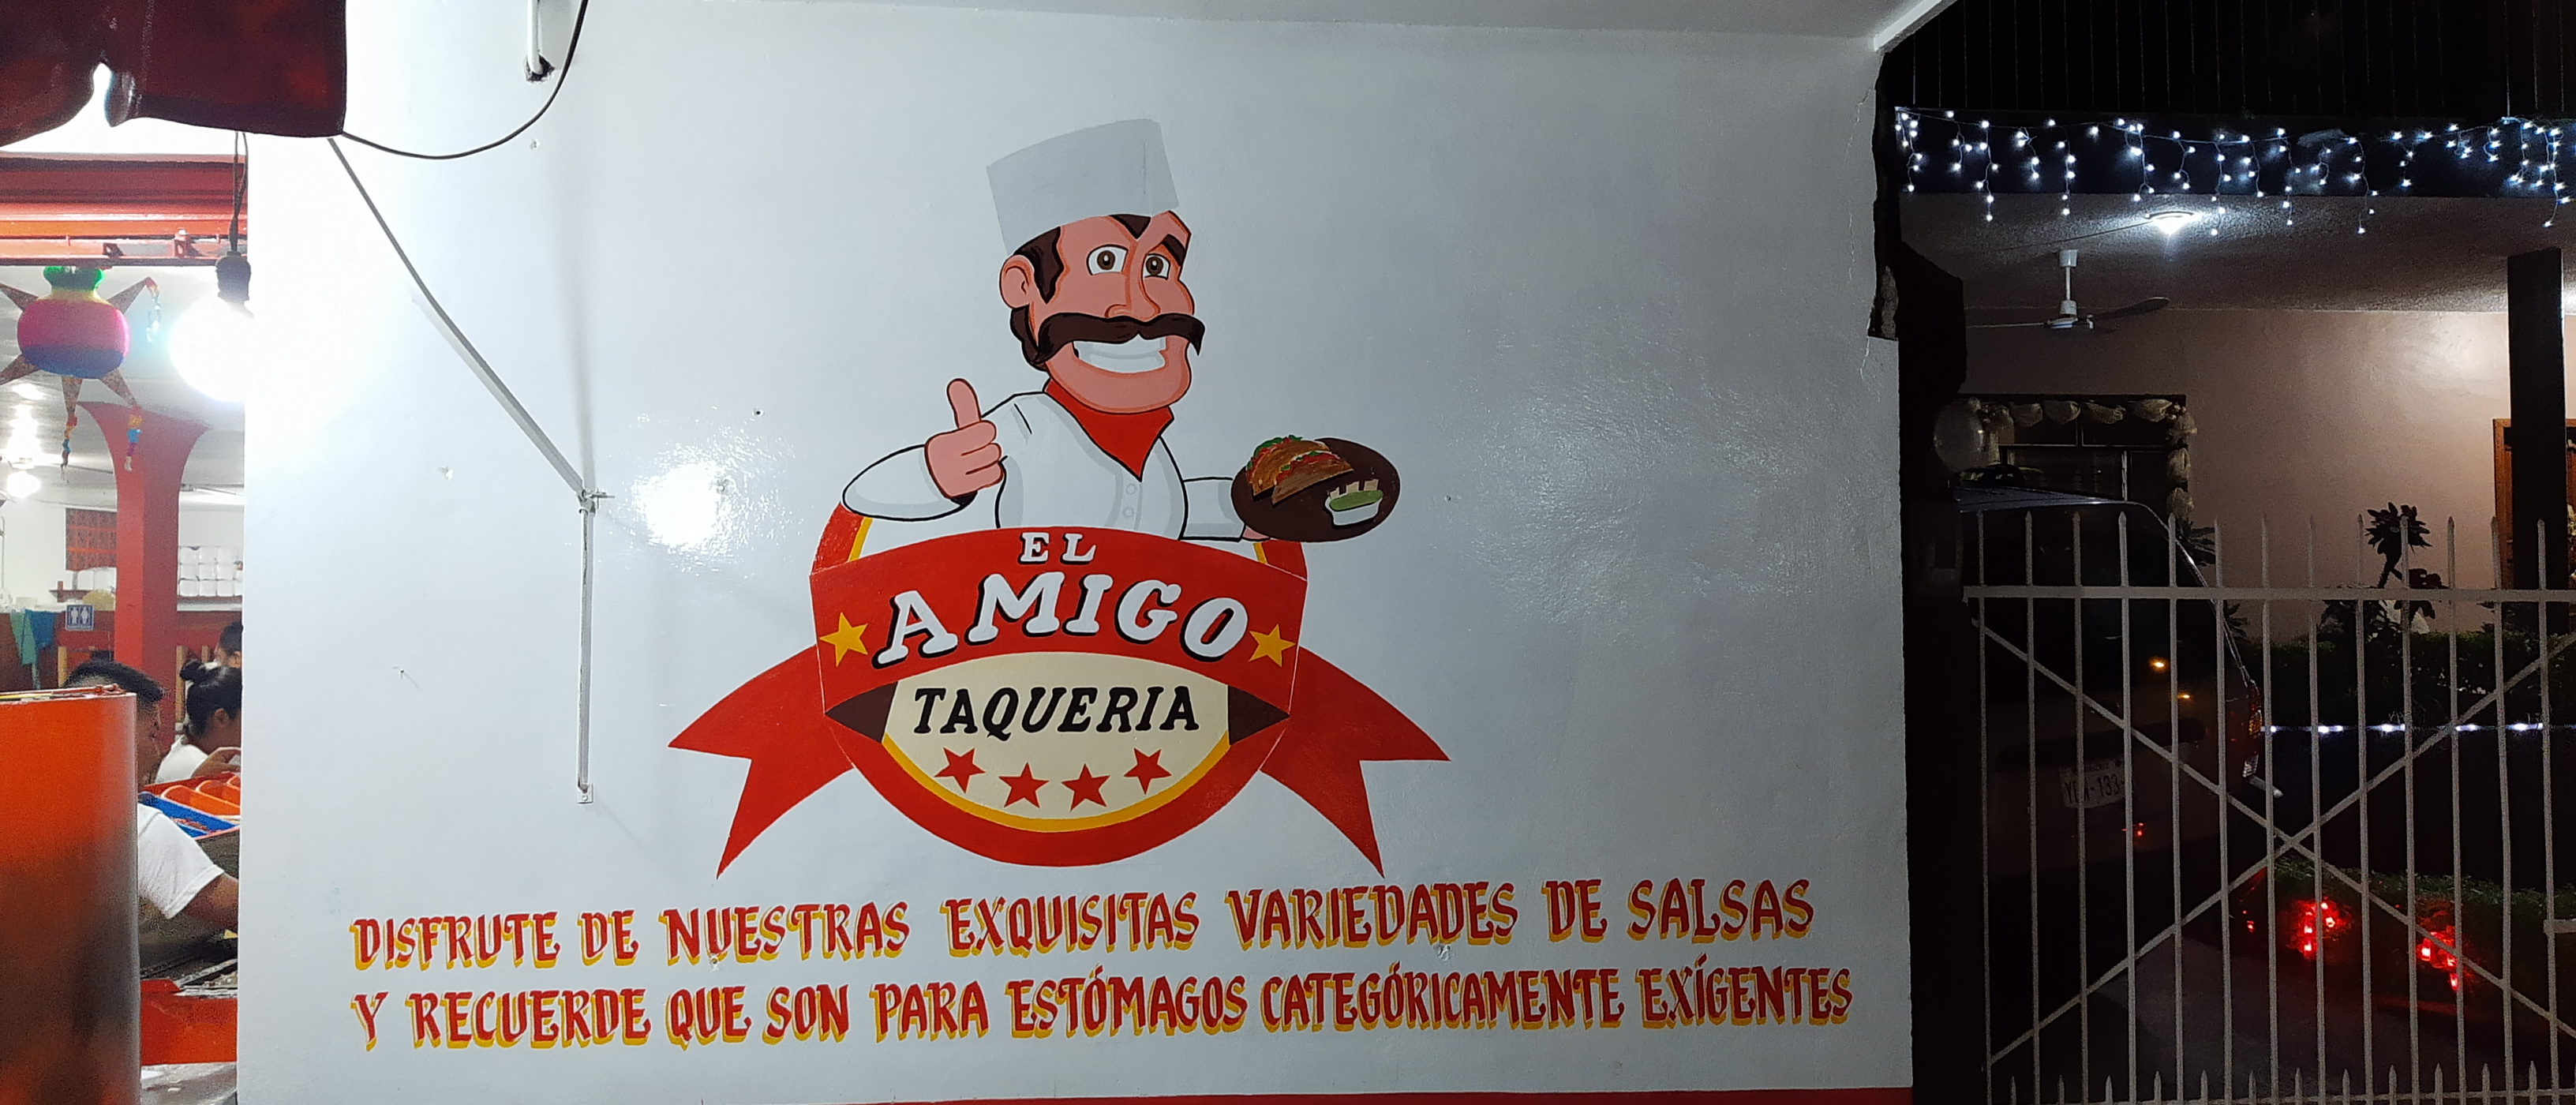 EL
AMIGO
TAQUERIA
DISFRUTE DE NUESTRAS EXQUISITAS VARIEDADES DE SALSAS
Y RECUERDE QUE SON PARA ESTÓMAGOS CATEGÓRICAMENTE EXÍGENTES